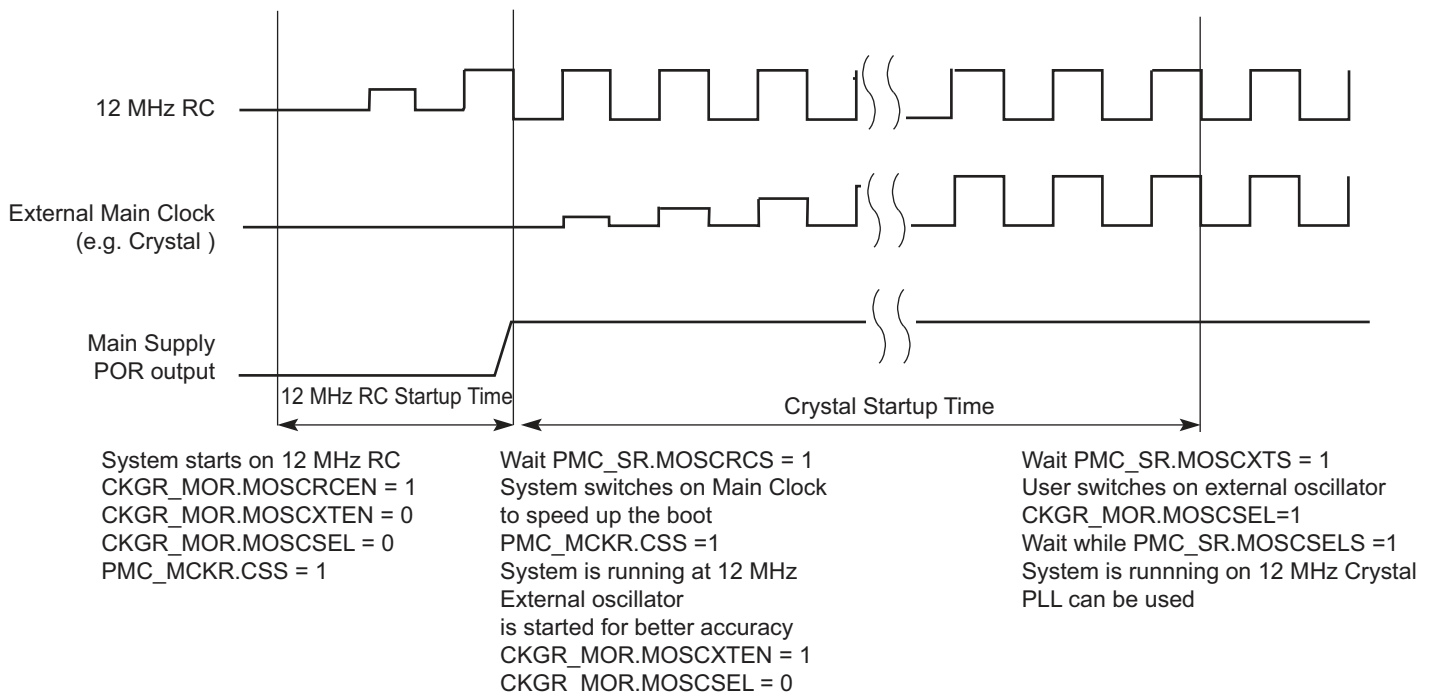 12 MHz RC
External Main Clock
(e.g. Crystal )
Main Supply
POR output
12 MHz RC Startup Time
Crystal Startup Time
System starts on 12 MHz RC
CKGR_MOR.MOSCRCEN = 1
CKGR_MOR.MOSCXTEN = 0
CKGR_MOR.MOSCSEL = 0
PMC_MCKR.CSS = 1
Wait PMC_SR.MOSCRCS = 1
System switches on Main Clock
to speed up the boot
PMC_MCKR.CSS =1
System is running at 12 MHz
External oscillator
is started for better accuracy
CKGR_MOR.MOSCXTEN = 1
CKGR_MOR.MOSCSEL = 0
Wait PMC_SR.MOSCXTS = 1
User switches on external oscillator
CKGR_MOR.MOSCSEL=1
Wait while PMC_SR.MOSCSELS =1
System is runnning on 12 MHz Crystal
PLL can be used